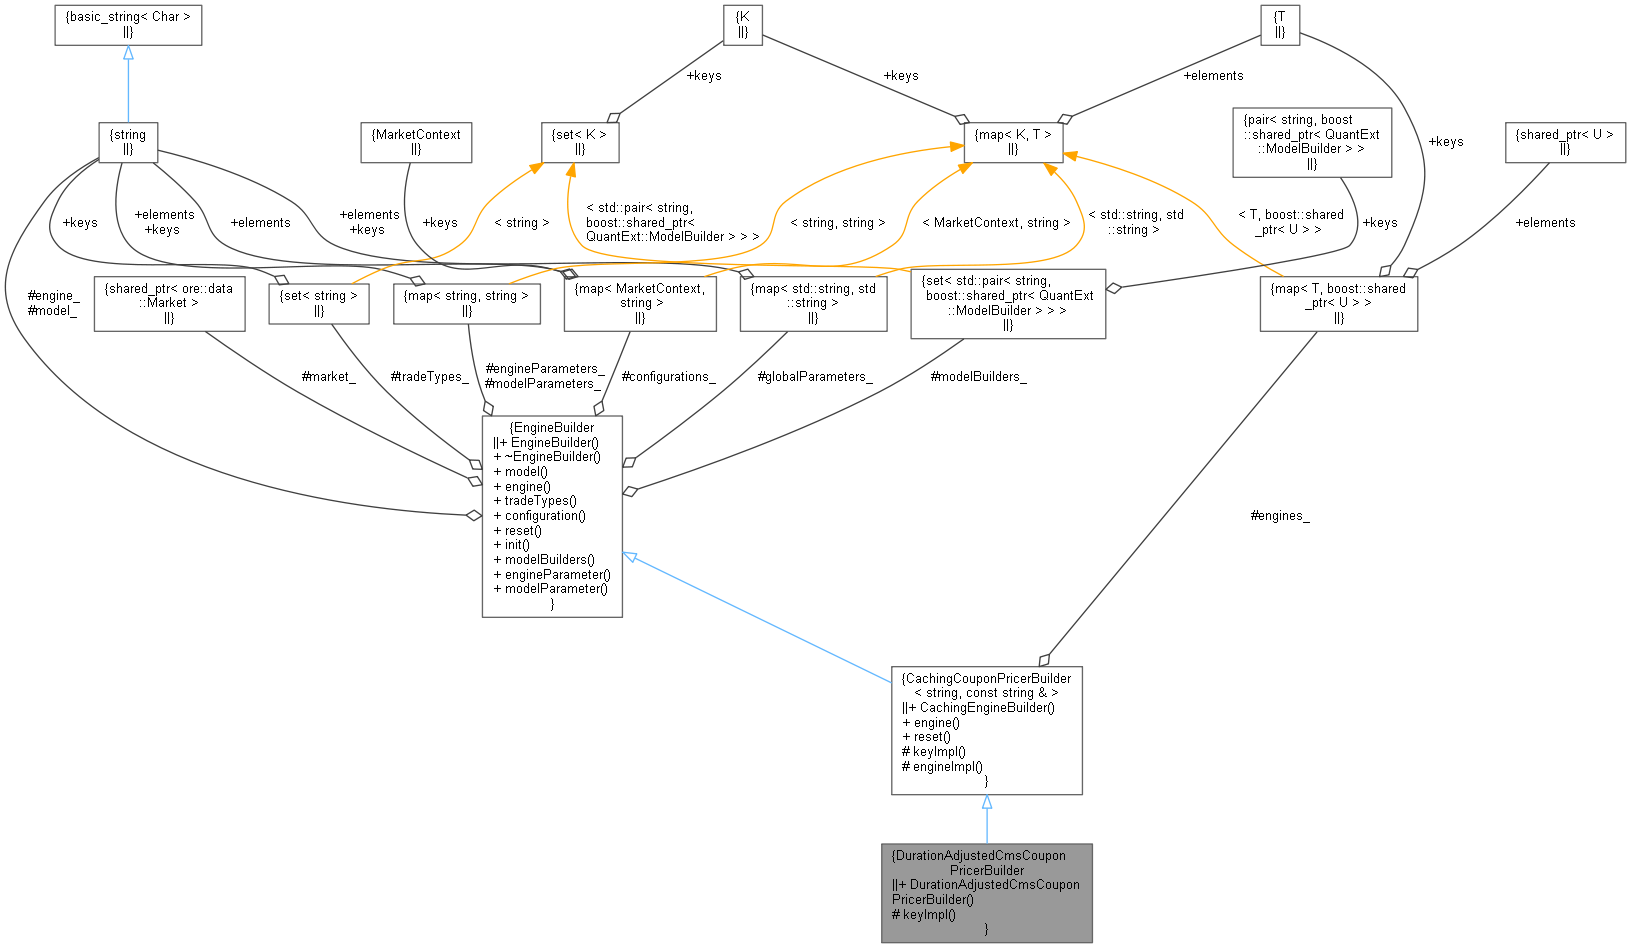 {basic_string< Char >
||}
{K
||}
{T
||}
+keys
+keys
+elements
{string
||}
{MarketContext
||}
{set< K >
||}
{map< K, T >
||}
{pair< string, boost
::shared_ptr< QuantExt
::ModelBuilder > >
||}
+keys
{shared_ptr< U >
||}
+keys
+elements
+keys
+elements
+elements
+keys
+keys
< string >
< std::pair< string,
boost::shared_ptr<
QuantExt::ModelBuilder > > >
< string, string >
< MarketContext, string >
< std::string, std
::string >
< T, boost::shared
_ptr< U > >
+keys
+elements
#engine_
#model_
{shared_ptr< ore::data
::Market >
||}
{set< string >
||}
{map< string, string >
||}
{map< MarketContext,
string >
||}
{map< std::string, std
::string >
||}
{set< std::pair< string,
boost::shared_ptr< QuantExt
::ModelBuilder > > >
||}
{map< T, boost::shared
_ptr< U > >
||}
#market_
#tradeTypes_
#engineParameters_
#modelParameters_
#configurations_
#globalParameters_
#modelBuilders_
{EngineBuilder
||+ EngineBuilder()
+ ~EngineBuilder()
+ model()
+ engine()
+ tradeTypes()
+ configuration()
+ reset()
+ init()
+ modelBuilders()
+ engineParameter()
+ modelParameter()
}
#engines_
{CachingCouponPricerBuilder
< string, const string & >
||+ CachingEngineBuilder()
+ engine()
+ reset()
# keyImpl()
# engineImpl()
}
{DurationAdjustedCmsCoupon
PricerBuilder
||+ DurationAdjustedCmsCoupon
PricerBuilder()
# keyImpl()
}